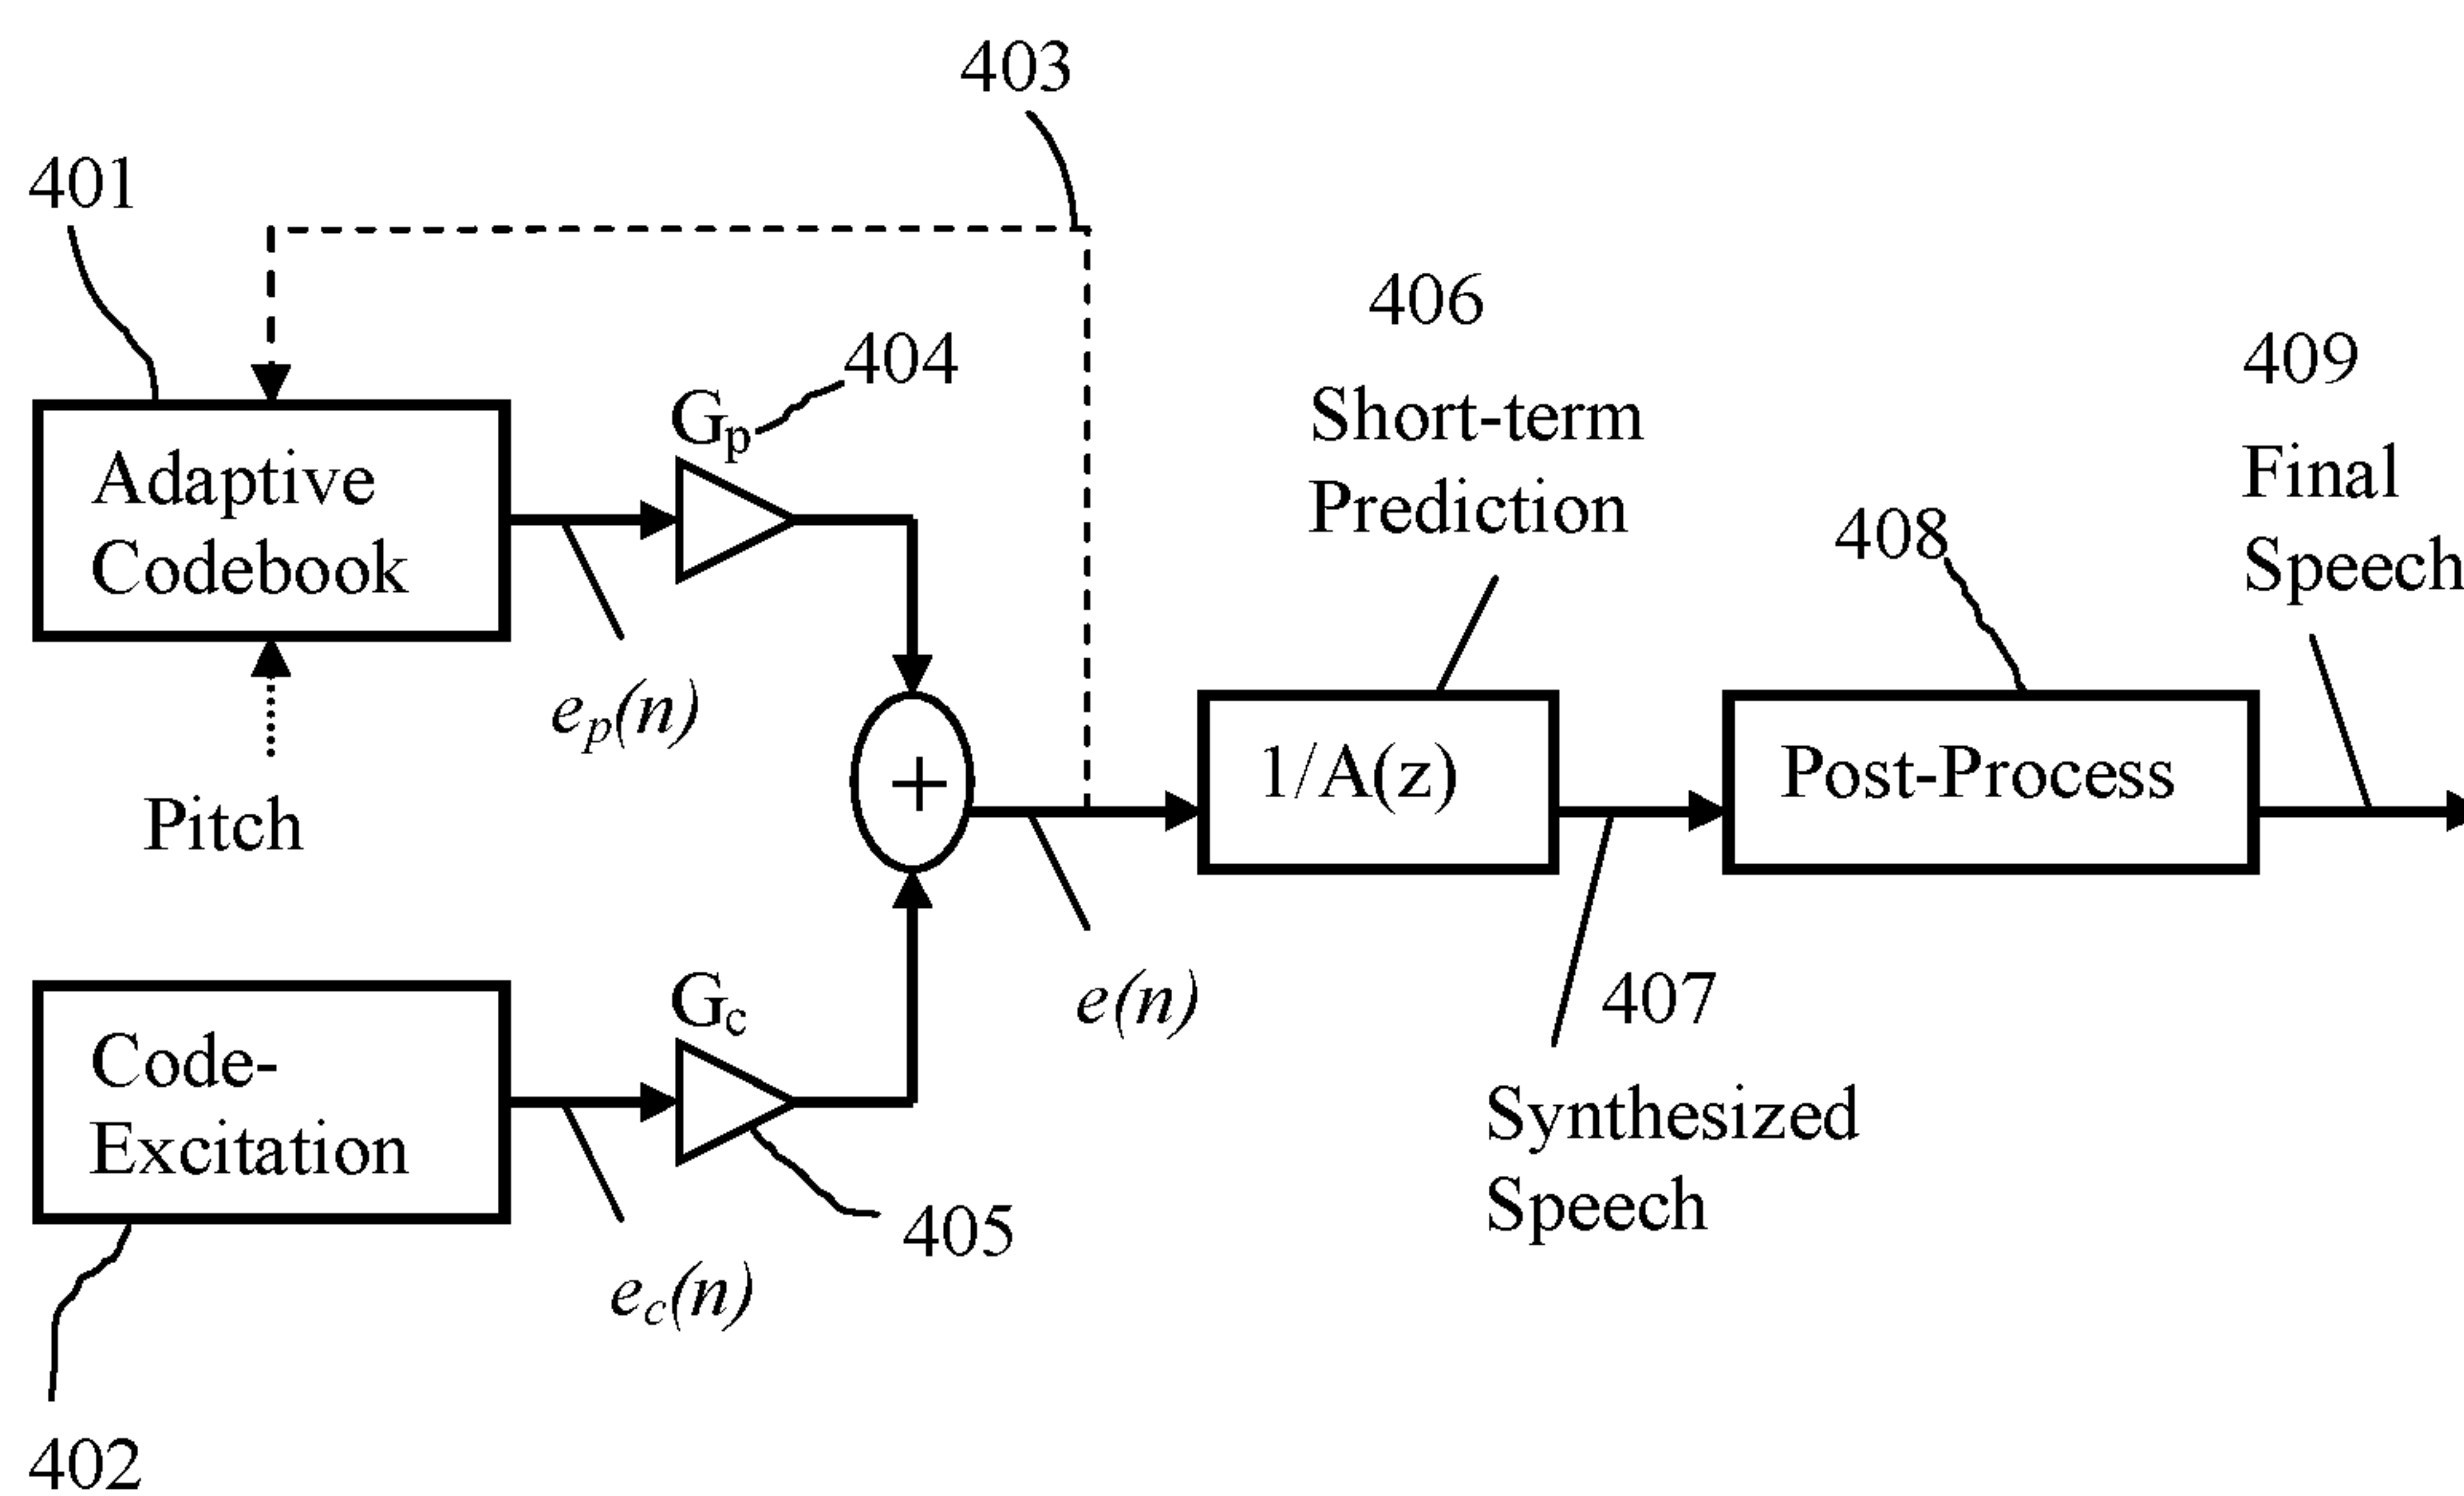 403
401
406
404
409
Gp
Short-term
Final
Adaptive
Prediction
408
Codebook
Speech
ep(n)
1/A(z)
Post-Process
+
Pitch
Gc
e(n)
407
Code-
Synthesized
Excitation
Speech
405
ec(n)
402